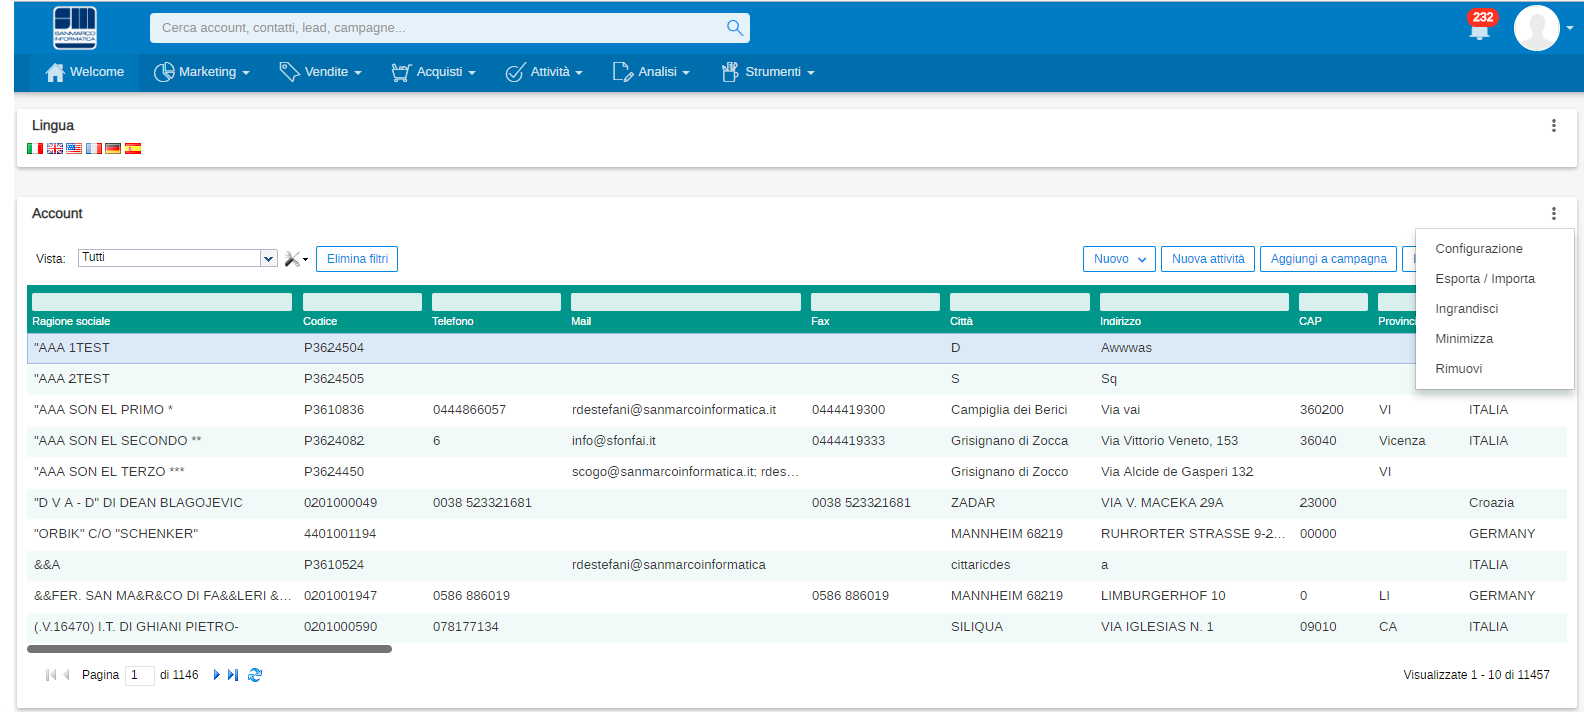 SANMARCO
INFORMATICA
Cerca account, contatti, lead, campagne...
232
Welcome Marketing Vendite Acquisti Attività Analisi Strumenti
Lingua
Account
Vista: Tutti Elimina filtri Nuovo Nuova attività Aggiungi a campagna
Configurazione
Esporta / Importa
Ingrandisci
Minimizza
Rimuovi
Ragione sociale Codice Telefono Mail Fax Città Indirizzo CAP Provinci
"AAA 1TEST P3624504 D Awwwas
"AAA 2TEST P3624505 S Sq
"AAA SON EL PRIMO * P3610836 0444866057 rdestefani@sanmarcoinformatica.it 0444419300 Campiglia dei Berici Via vai 360200 VI ITALIA
"AAA SON EL SECONDO ** P3624082 6 info@sfonfai.it 0444419333 Grisignano di Zocca Via Vittorio Veneto, 153 36040 Vicenza ITALIA
"AAA SON EL TERZO *** P3624450 scogo@sanmarcoinformatica.it; rdes... Grisignano di Zocco Via Alcide de Gasperi 132 VI
"D V A - D" DI DEAN BLAGOJEVIC 0201000049 0038 523321681 0038 523321681 ZADAR VIA V. MACEKA 29A 23000 Croazia
"ORBIK" C/O "SCHENKER" 4401001194 MANNHEIM 68219 RUHRORTER STRASSE 9-2... 00000 GERMANY
&&A P3610524 rdestefani@sanmarcoinformatica cittaricdes a ITALIA
&&FER. SAN MA&R&CO DI FA&&LERI &... 0201001947 0586 886019 0586 886019 MANNHEIM 68219 LIMBURGERHOF 10 0 LI GERMANY
(.V.16470) I.T. DI GHIANI PIETRO- 0201000590 078177134 SILIQUA VIA IGLESIAS N. 1 09010 CA ITALIA
Pagina 1 di 1146 Visualizzate 1 - 10 di 11457